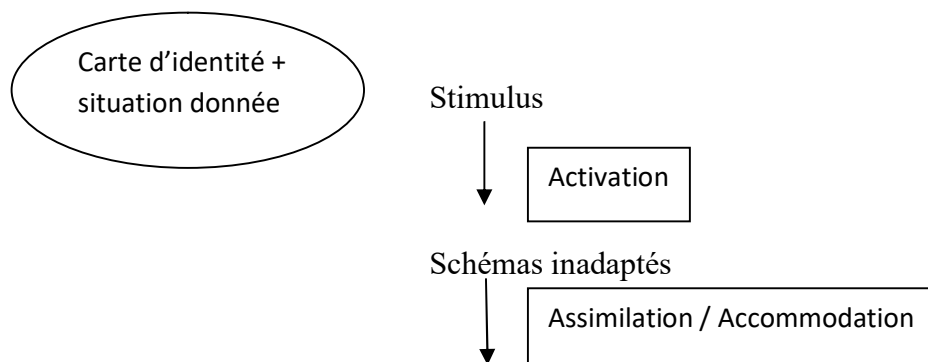 Carte d’identité +
situation donnée
Stimulus
Activation
Schémas inadaptés
Assimilation / Accommodation